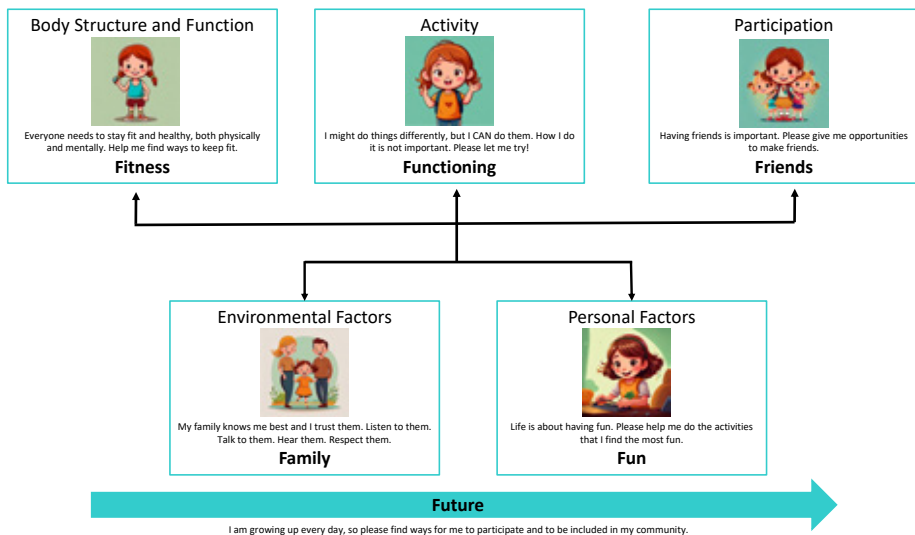 Body Structure and Function
Everyone needs to stay fit and healthy, both physically
and mentally. Help me find ways to keep fit.
Fitness
Activity
I might do things differently, but I CAN do them. How I do
it is not important. Please let me try!
Functioning
Participation
Having friends is important. Please give me opportunities
to make friends.
Friends
Environmental Factors
My family knows me best and I trust them. Listen to them.
Talk to them. Hear them. Respect them.
Family
Personal Factors
Life is about having fun. Please help me do the activities
that I find the most fun.
Fun
Future
I am growing up every day, so please find ways for me to participate and to be included in my community.